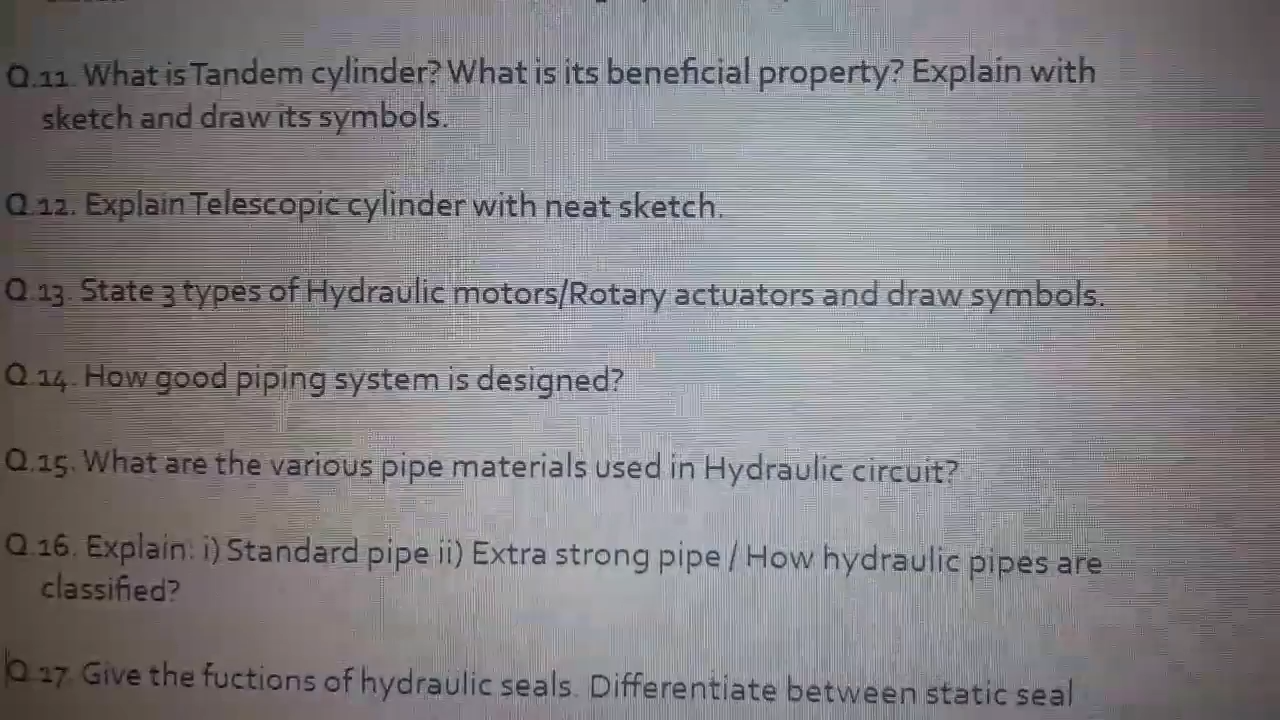 Q.11. What is Tandem cylinder? What is its beneficial property? Explain with
sketch and draw its symbols.
Q.12. Explain Telescopic cylinder with neat sketch.
Q.13. State 3 types of Hydraulic motors/Rotary actuators and draw symbols.
Q.14. How good piping system is designed?
Q.15. What are the various pipe materials used in Hydraulic circuit?
Q.16. Explain: i) Standard pipe ii) Extra strong pipe / How hydraulic pipes are
classified?
Q.17 Give the fuctions of hydraulic seals. Differentiate between static seal